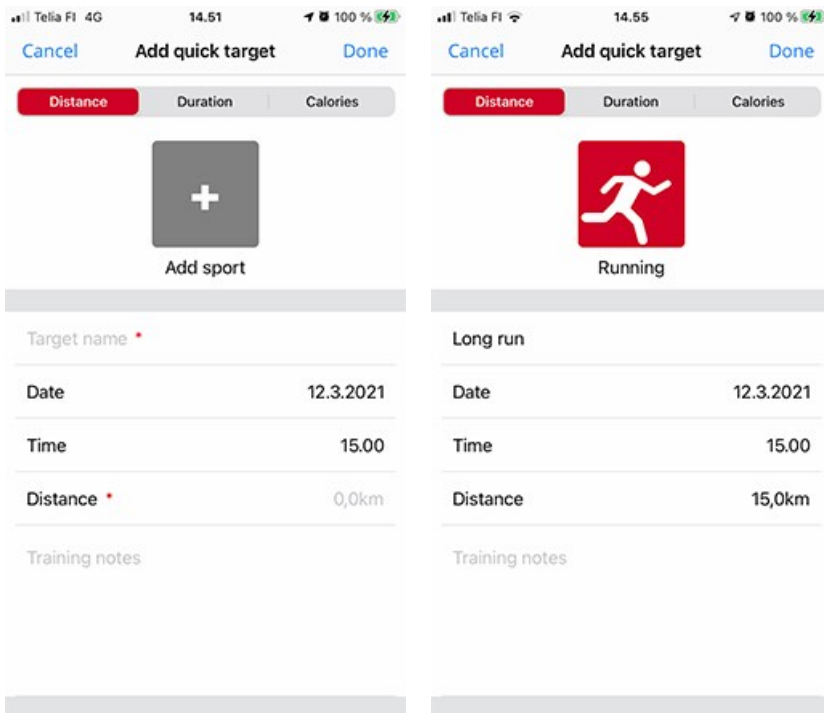 Telia FI 4G 14.51 100 %
Cancel Add quick target Done
Distance Duration Calories
+
Add sport
Target name *
Date 12.3.2021
Time 15.00
Distance * 0,0km
Training notes
Telia FI 14.55 100 %
Cancel Add quick target Done
Distance Duration Calories
Running
Long run
Date 12.3.2021
Time 15.00
Distance 15,0km
Training notes